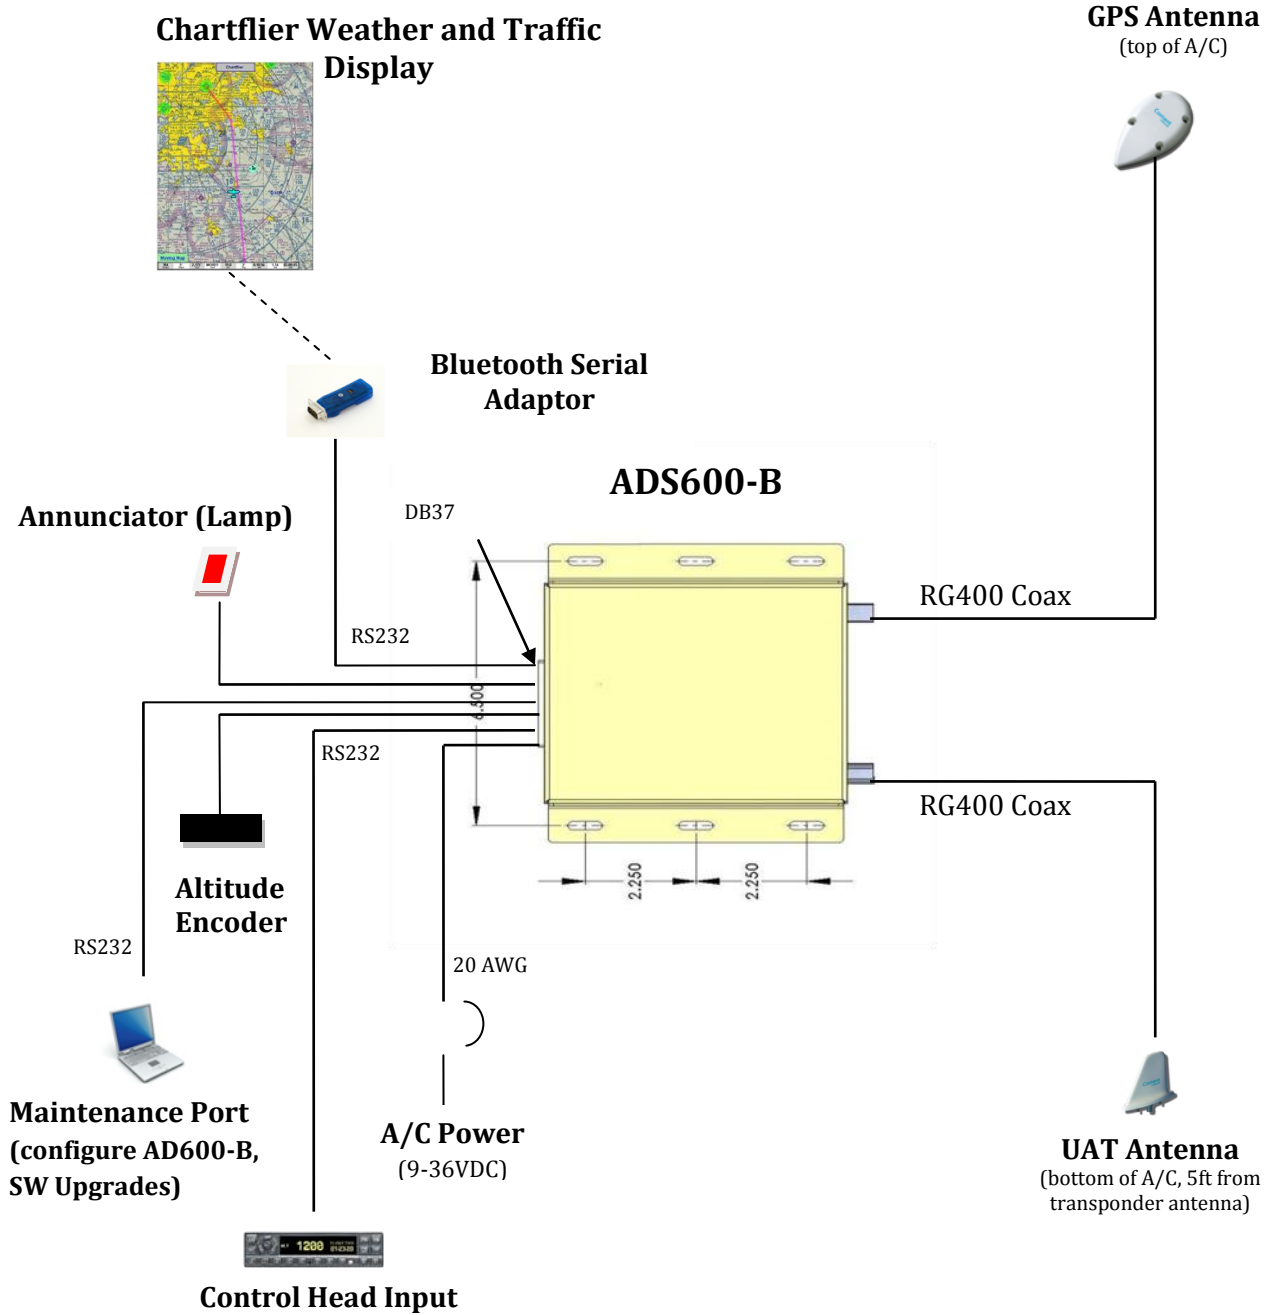 Chartflier Weather and Traffic
Display
GPS Antenna
(top of A/C)
Bluetooth Serial
Adaptor
ADS600-B
Annunciator (Lamp)
DB37
RS232
RG400 Coax
6.500
RS232
RG400 Coax
2.250
2.250
Altitude
Encoder
RS232
20 AWG
Maintenance Port
(configure AD600-B,
SW Upgrades)
A/C Power
(9-36VDC)
UAT Antenna
(bottom of A/C, 5ft from
transponder antenna)
1200
Control Head Input